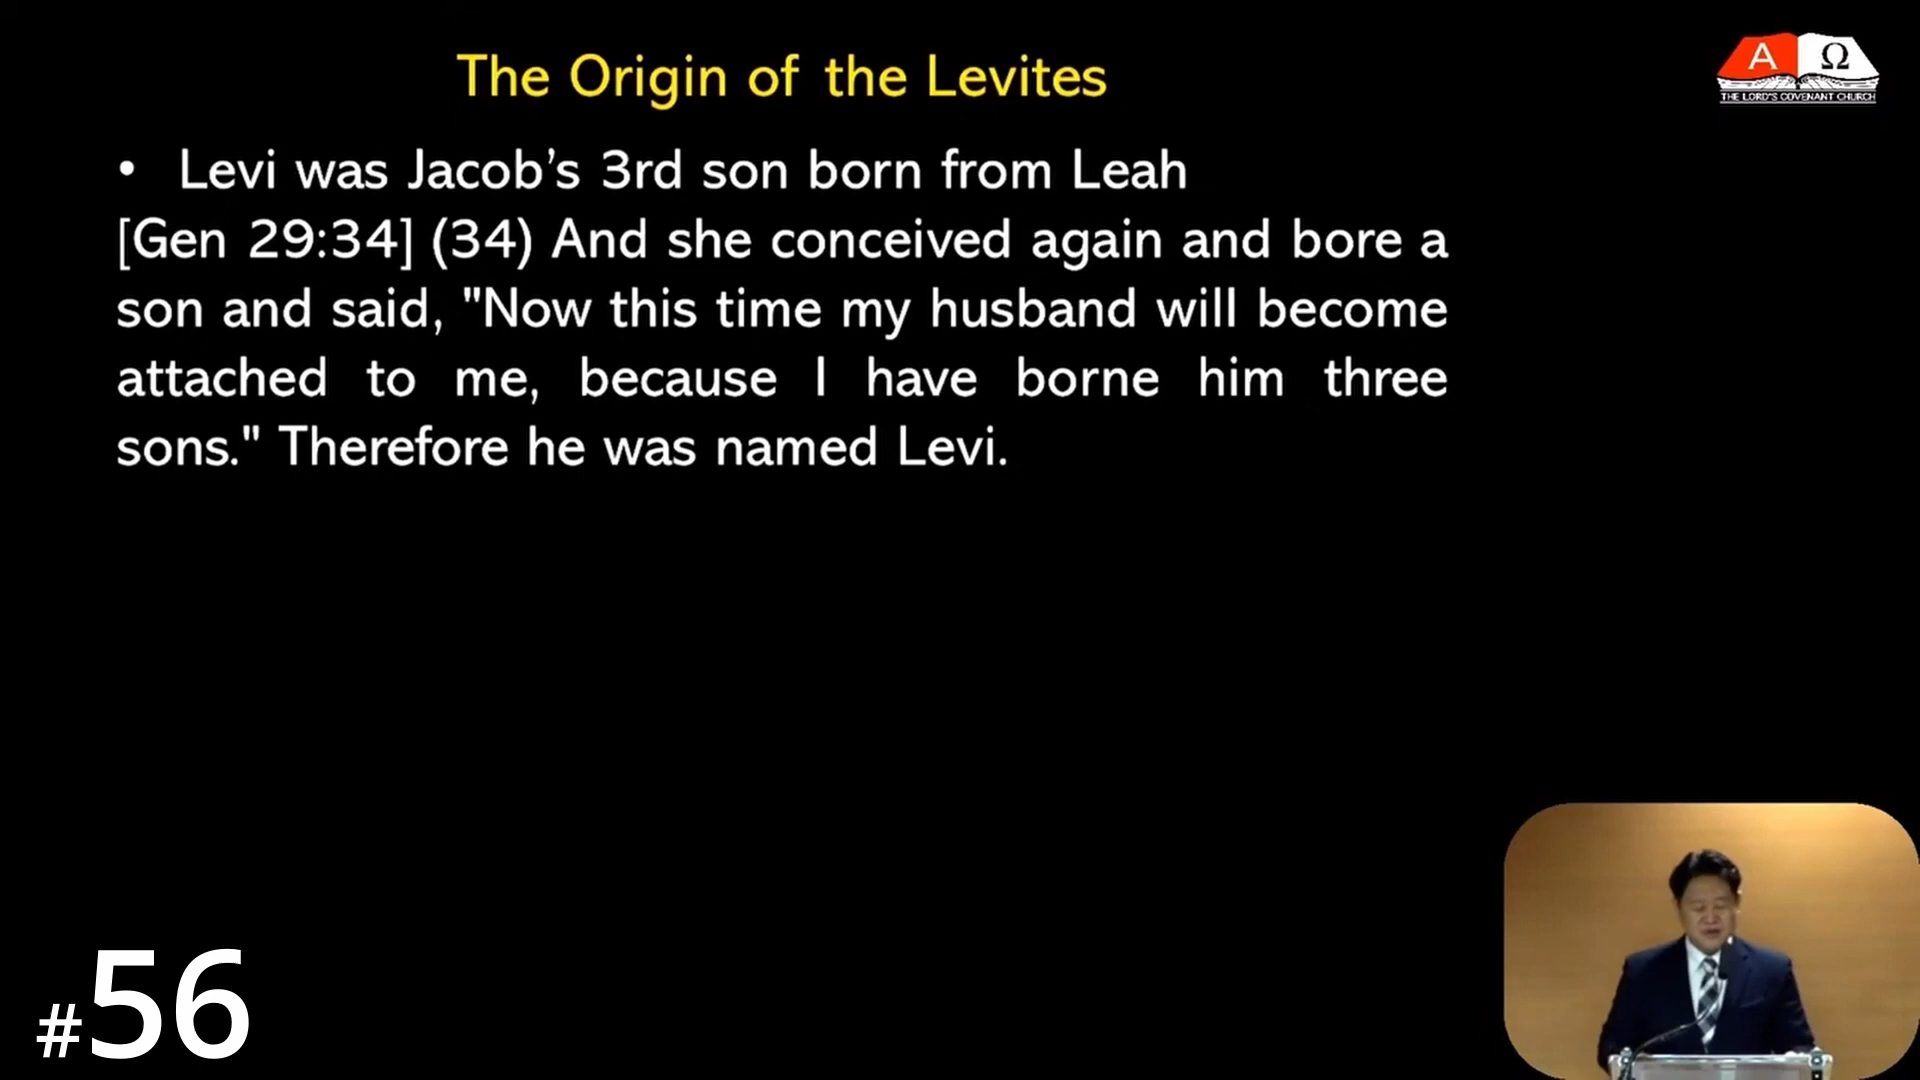 The Origin of the Levites
A Ω
THE LORD'S COVENANT CHURCH
• Levi was Jacob’s 3rd son born from Leah
[Gen 29:34] (34) And she conceived again and bore a
son and said, "Now this time my husband will become
attached to me, because I have borne him three
sons." Therefore he was named Levi.
#56